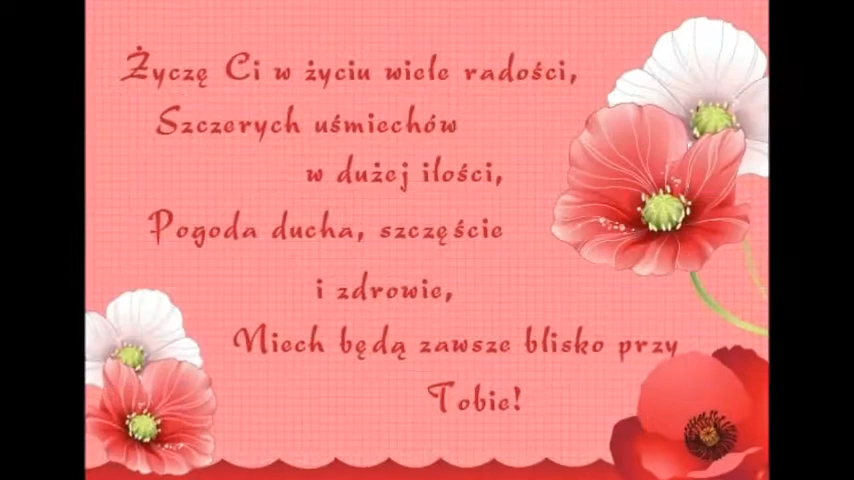 Życzę Ci w życiu wiele radości,
Szczerych uśmiechów
w dużej ilości,
Pogoda ducha, szczęście
i zdrowie,
Niech będą zawsze blisko przy
Tobie!